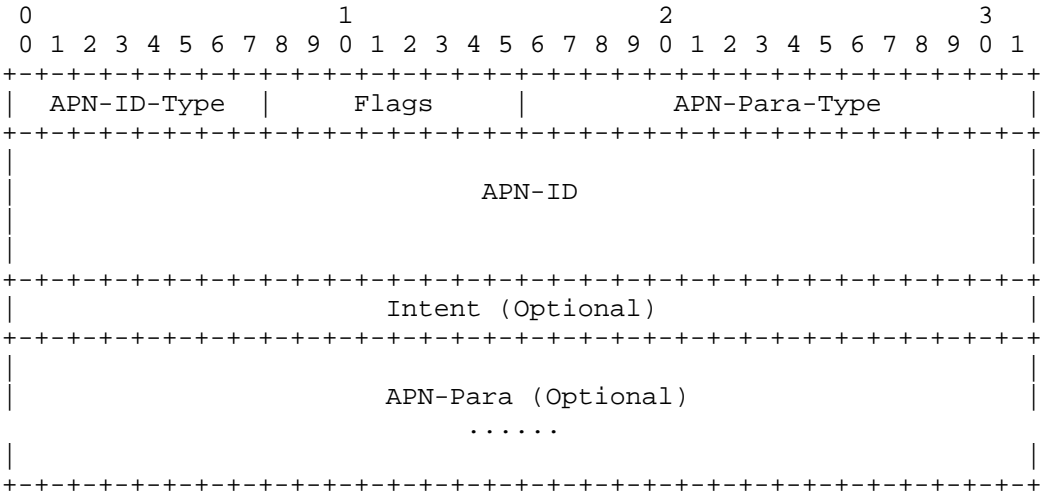 0                   1                   2                   3
 0 1 2 3 4 5 6 7 8 9 0 1 2 3 4 5 6 7 8 9 0 1 2 3 4 5 6 7 8 9 0 1
+-+-+-+-+-+-+-+-+-+-+-+-+-+-+-+-+-+-+-+-+-+-+-+-+-+-+-+-+-+-+-+-+
|  APN-ID-Type  |     Flags     |         APN-Para-Type         |
+-+-+-+-+-+-+-+-+-+-+-+-+-+-+-+-+-+-+-+-+-+-+-+-+-+-+-+-+-+-+-+-+
|                                                               |
|                             APN-ID                            |
|                                                               |
|                                                               |
+-+-+-+-+-+-+-+-+-+-+-+-+-+-+-+-+-+-+-+-+-+-+-+-+-+-+-+-+-+-+-+-+
|                       Intent (Optional)                       |
+-+-+-+-+-+-+-+-+-+-+-+-+-+-+-+-+-+-+-+-+-+-+-+-+-+-+-+-+-+-+-+-+
|                                                               |
|                       APN-Para (Optional)                     |
                             ......
|                                                               |
+-+-+-+-+-+-+-+-+-+-+-+-+-+-+-+-+-+-+-+-+-+-+-+-+-+-+-+-+-+-+-+-+